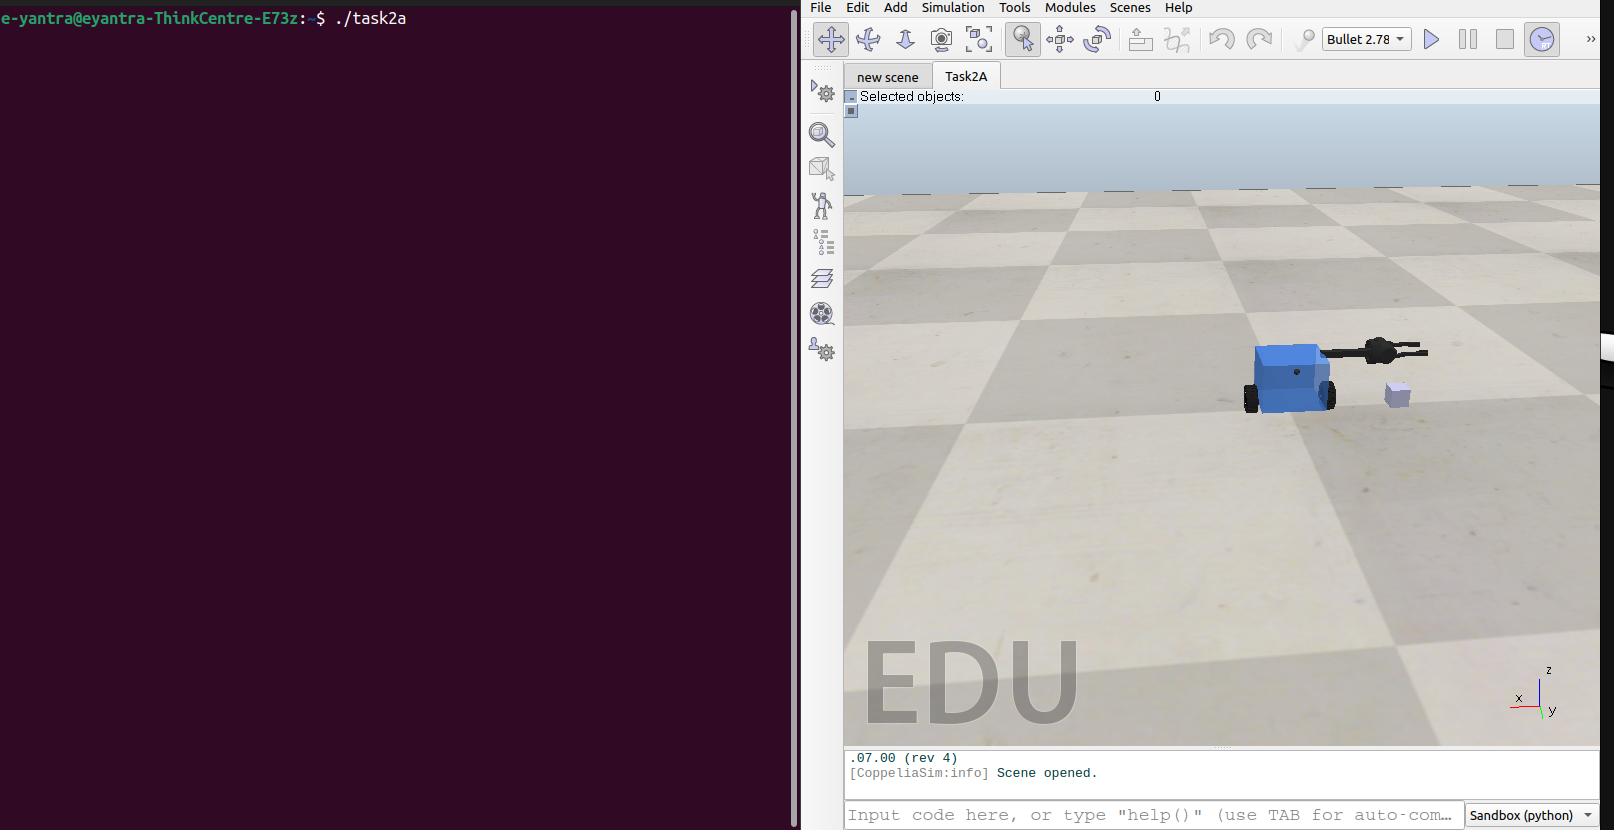 e-yantra@eyantra-ThinkCentre-E73z:~$ ./task2a
File Edit Add Simulation Tools Modules Scenes Help
Bullet 2.78
RT
»
new scene Task2A
Selected objects: 0
EDU
z
x
y
.07.00 (rev 4)
[CoppeliaSim:info] Scene opened.
Input code here, or type "help()" (use TAB for auto-com…
Sandbox (python)